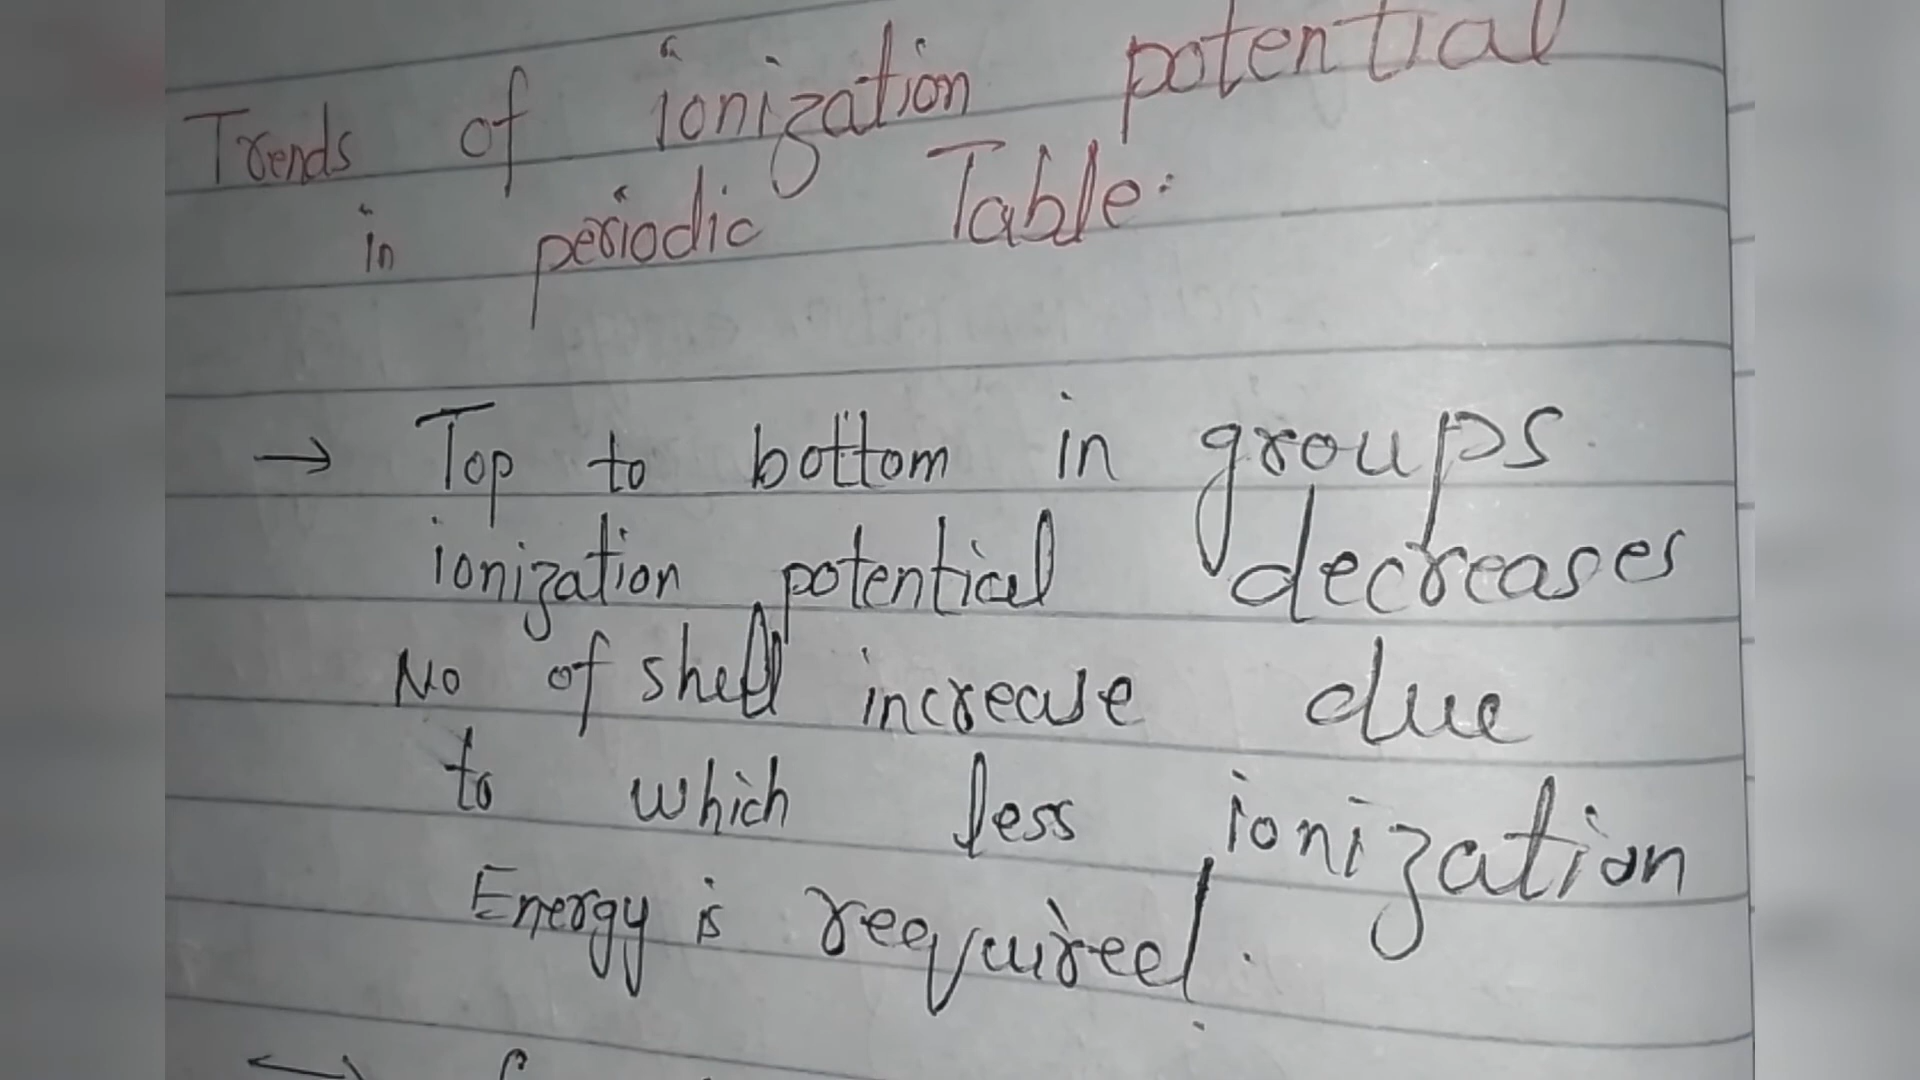 Trends of ionization potential
in periodic Table:
→ Top to bottom in groups
ionization potential decreases
No of shell increase due
to which less ionization
Energy is required.